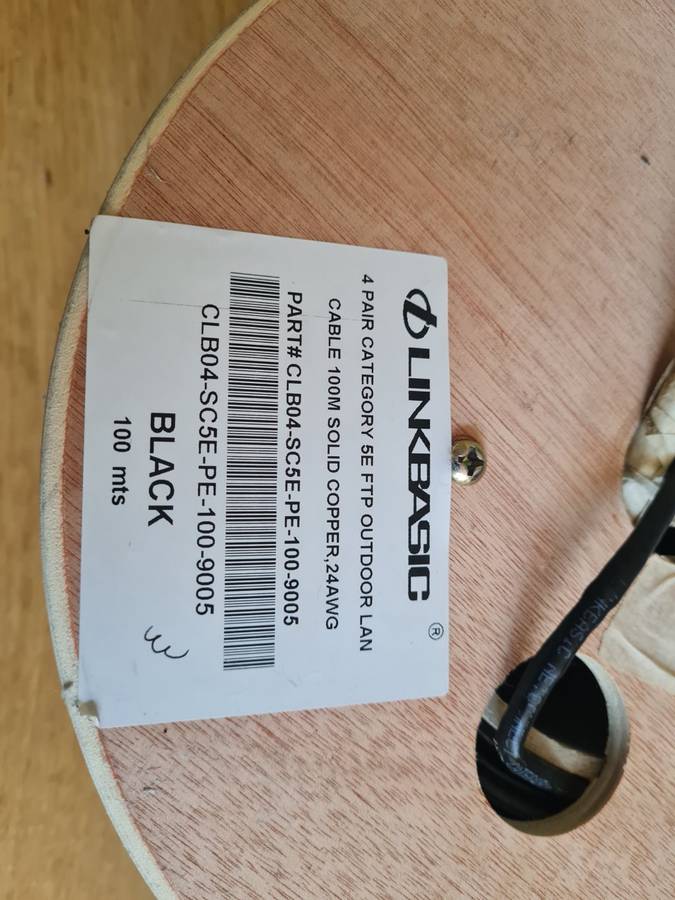 LINKBASIC ®
4 PAIR CATEGORY 5E FTP OUTDOOR LAN
CABLE 100M SOLID COPPER,24AWG
PART# CLB04-SC5E-PE-100-9005
CLB04-SC5E-PE-100-9005
BLACK
100 mts